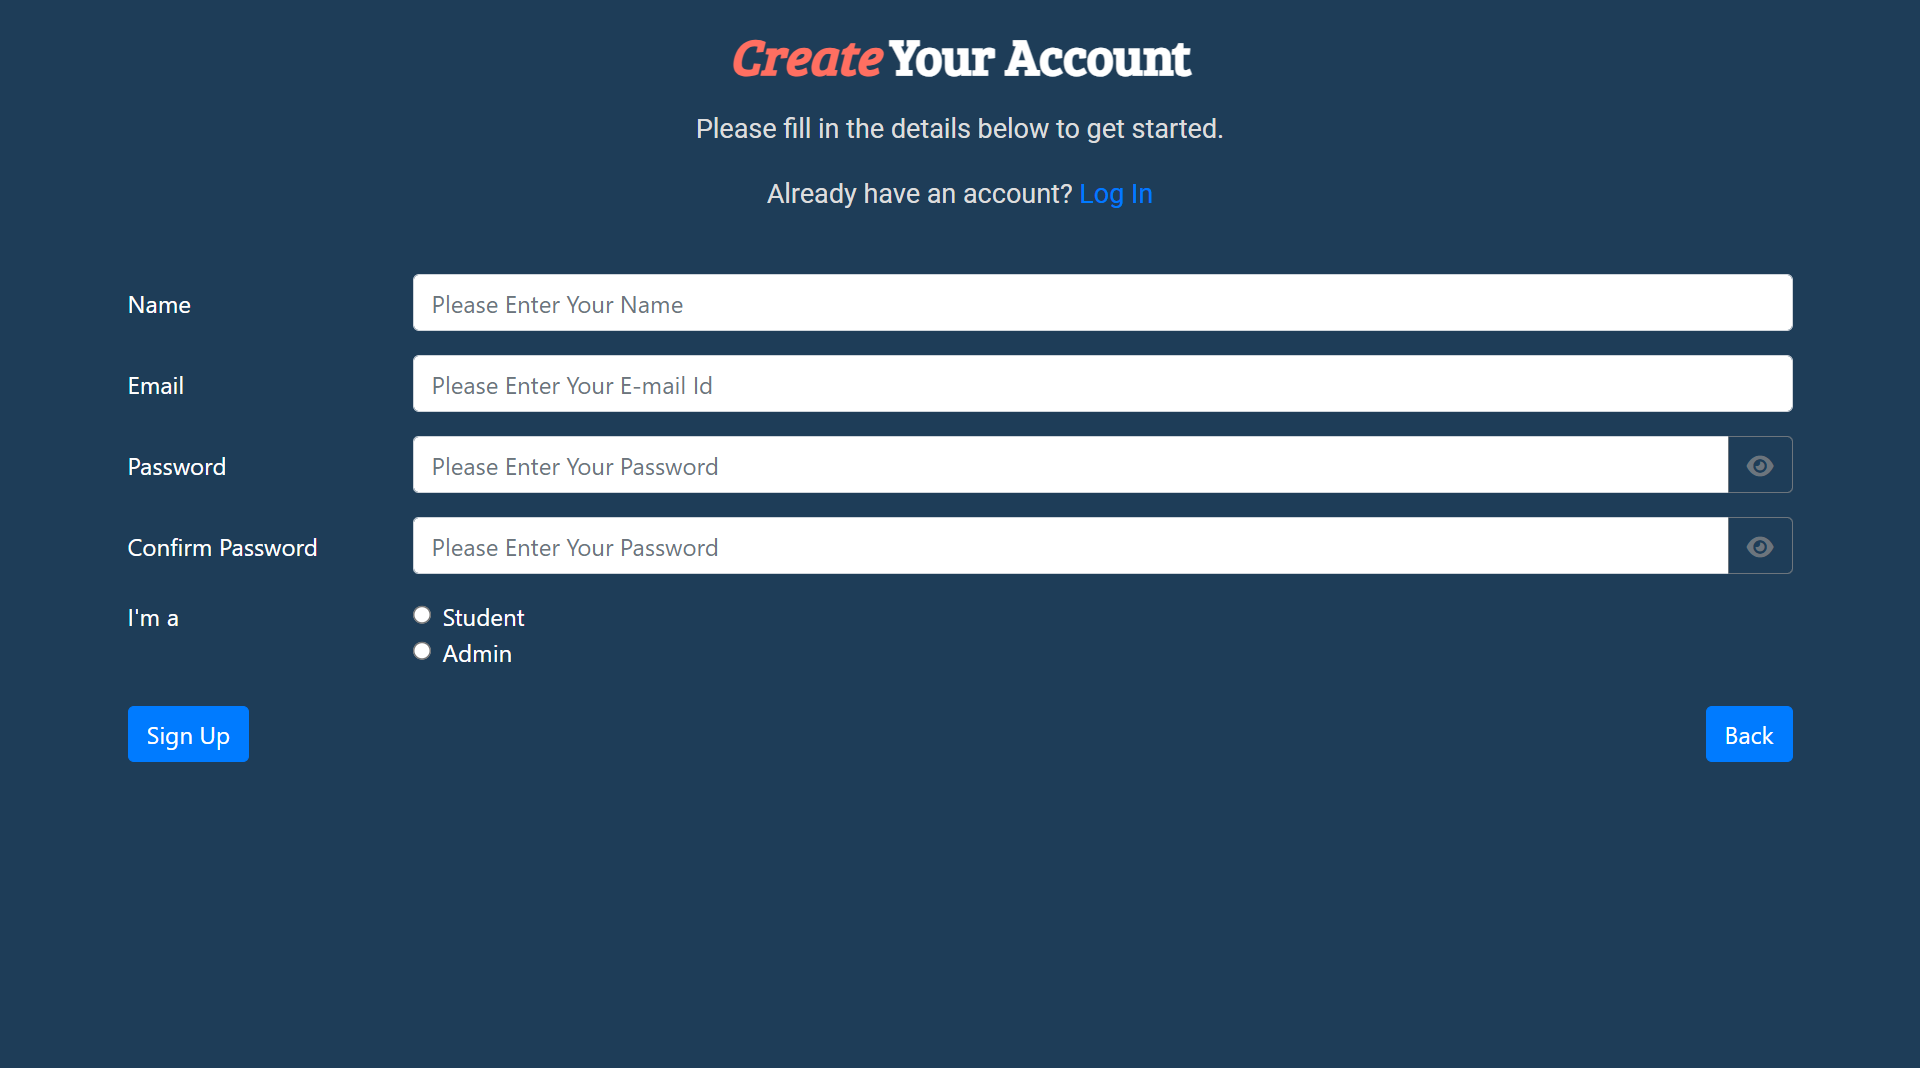 Create Your Account
Please fill in the details below to get started.
Already have an account? Log In
Name
Please Enter Your Name
Email
Please Enter Your E-mail Id
Password
Please Enter Your Password
Confirm Password
Please Enter Your Password
I'm a
Student
Admin
Sign Up
Back